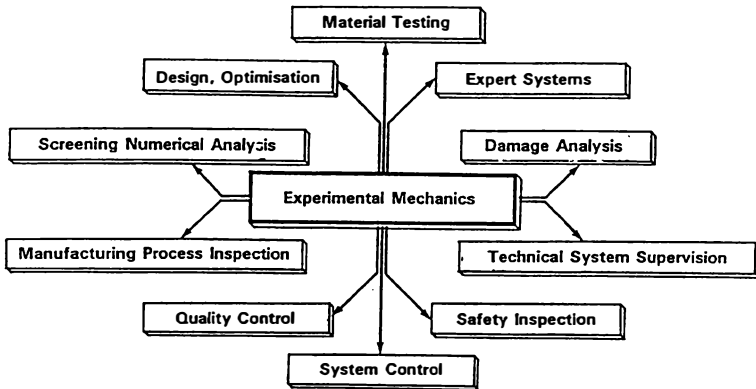 Material Testing
Design, Optimisation
Expert Systems
Screening Numerical Analysis
Damage Analysis
Experimental Mechanics
Manufacturing Process Inspection
Technical System Supervision
Quality Control
Safety Inspection
System Control